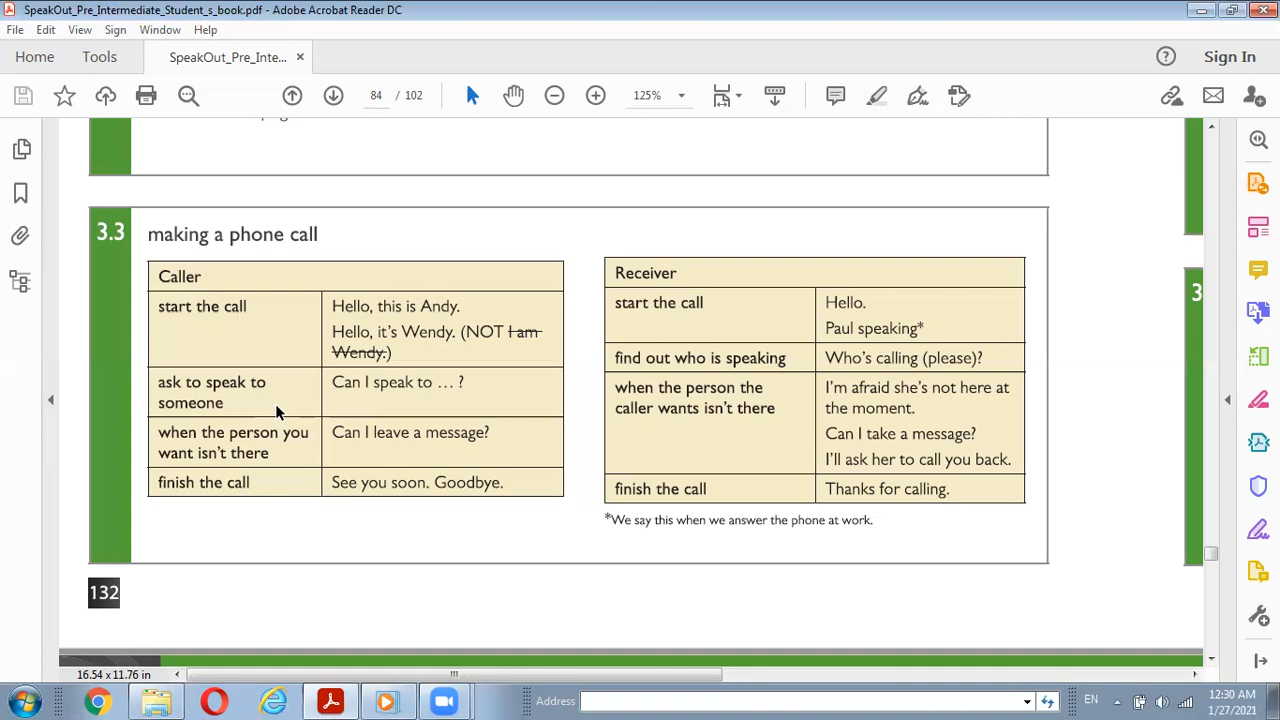 SpeakOut_Pre_Intermediate_Student_s_book.pdf - Adobe Acrobat Reader DC
File Edit View Sign Window Help
Home Tools SpeakOut_Pre_Inte... × Sign In
84 / 102 125%
3.3 making a phone call
Caller
start the call Hello, this is Andy.
Hello, it's Wendy. (NOT I am
Wendy.)
ask to speak to Can I speak to … ?
someone
when the person you Can I leave a message?
want isn't there
finish the call See you soon. Goodbye.
Receiver
start the call Hello.
Paul speaking*
find out who is speaking Who's calling (please)?
when the person the I'm afraid she's not here at
caller wants isn't there the moment.
Can I take a message?
I'll ask her to call you back.
finish the call Thanks for calling.
*We say this when we answer the phone at work.
3
132
16.54 x 11.76 in
Address EN 12:30 AM
1/27/2021